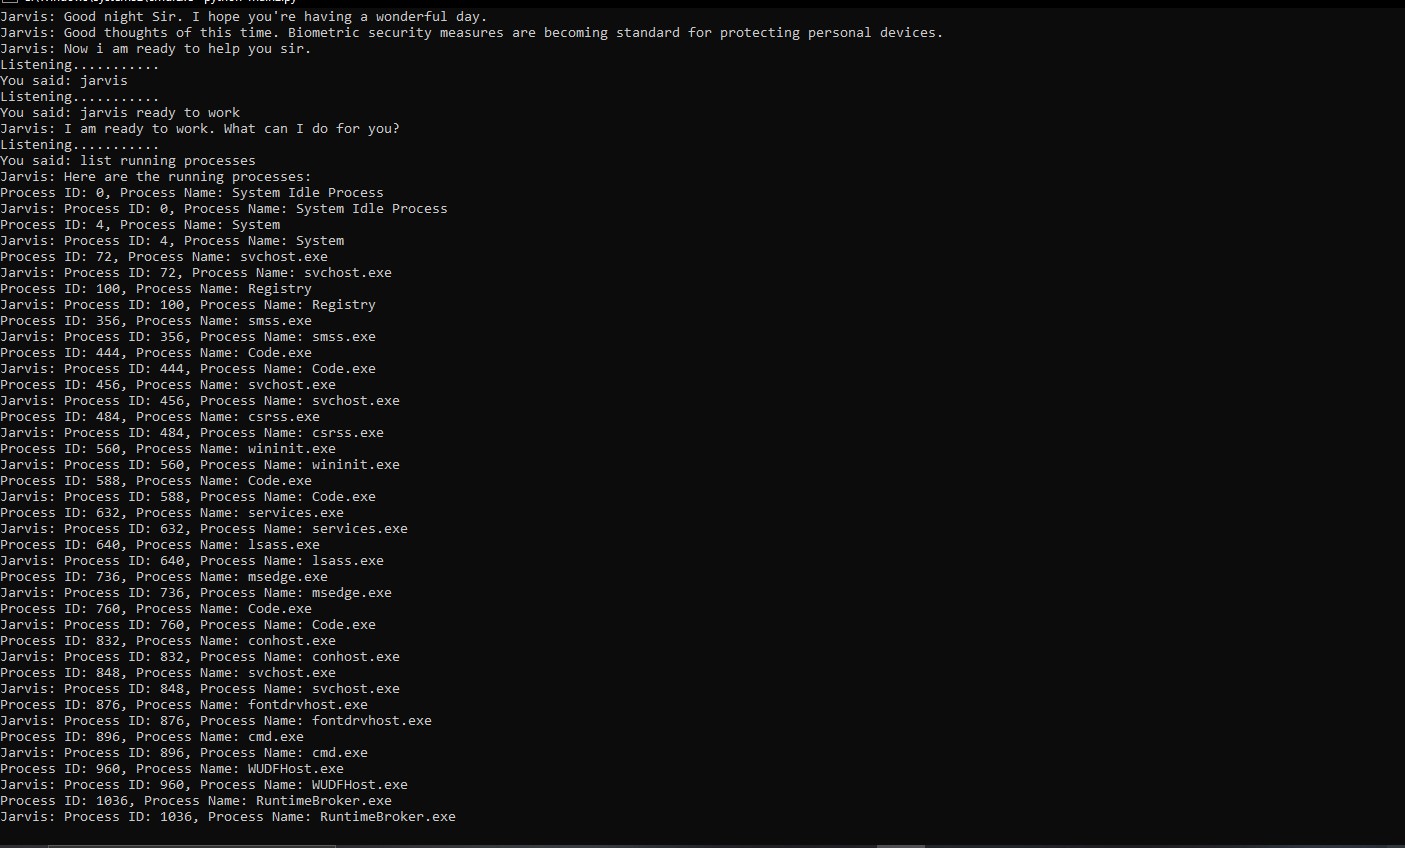 Jarvis: Good night Sir. I hope you're having a wonderful day.
Jarvis: Good thoughts of this time. Biometric security measures are becoming standard for protecting personal devices.
Jarvis: Now i am ready to help you sir.
Listening...........
You said: jarvis
Listening...........
You said: jarvis ready to work
Jarvis: I am ready to work. What can I do for you?
Listening...........
You said: list running processes
Jarvis: Here are the running processes:
Process ID: 0, Process Name: System Idle Process
Jarvis: Process ID: 0, Process Name: System Idle Process
Process ID: 4, Process Name: System
Jarvis: Process ID: 4, Process Name: System
Process ID: 72, Process Name: svchost.exe
Jarvis: Process ID: 72, Process Name: svchost.exe
Process ID: 100, Process Name: Registry
Jarvis: Process ID: 100, Process Name: Registry
Process ID: 356, Process Name: smss.exe
Jarvis: Process ID: 356, Process Name: smss.exe
Process ID: 444, Process Name: Code.exe
Jarvis: Process ID: 444, Process Name: Code.exe
Process ID: 456, Process Name: svchost.exe
Jarvis: Process ID: 456, Process Name: svchost.exe
Process ID: 484, Process Name: csrss.exe
Jarvis: Process ID: 484, Process Name: csrss.exe
Process ID: 560, Process Name: wininit.exe
Jarvis: Process ID: 560, Process Name: wininit.exe
Process ID: 588, Process Name: Code.exe
Jarvis: Process ID: 588, Process Name: Code.exe
Process ID: 632, Process Name: services.exe
Jarvis: Process ID: 632, Process Name: services.exe
Process ID: 640, Process Name: lsass.exe
Jarvis: Process ID: 640, Process Name: lsass.exe
Process ID: 736, Process Name: msedge.exe
Jarvis: Process ID: 736, Process Name: msedge.exe
Process ID: 760, Process Name: Code.exe
Jarvis: Process ID: 760, Process Name: Code.exe
Process ID: 832, Process Name: conhost.exe
Jarvis: Process ID: 832, Process Name: conhost.exe
Process ID: 848, Process Name: svchost.exe
Jarvis: Process ID: 848, Process Name: svchost.exe
Process ID: 876, Process Name: fontdrvhost.exe
Jarvis: Process ID: 876, Process Name: fontdrvhost.exe
Process ID: 896, Process Name: cmd.exe
Jarvis: Process ID: 896, Process Name: cmd.exe
Process ID: 960, Process Name: WUDFHost.exe
Jarvis: Process ID: 960, Process Name: WUDFHost.exe
Process ID: 1036, Process Name: RuntimeBroker.exe
Jarvis: Process ID: 1036, Process Name: RuntimeBroker.exe